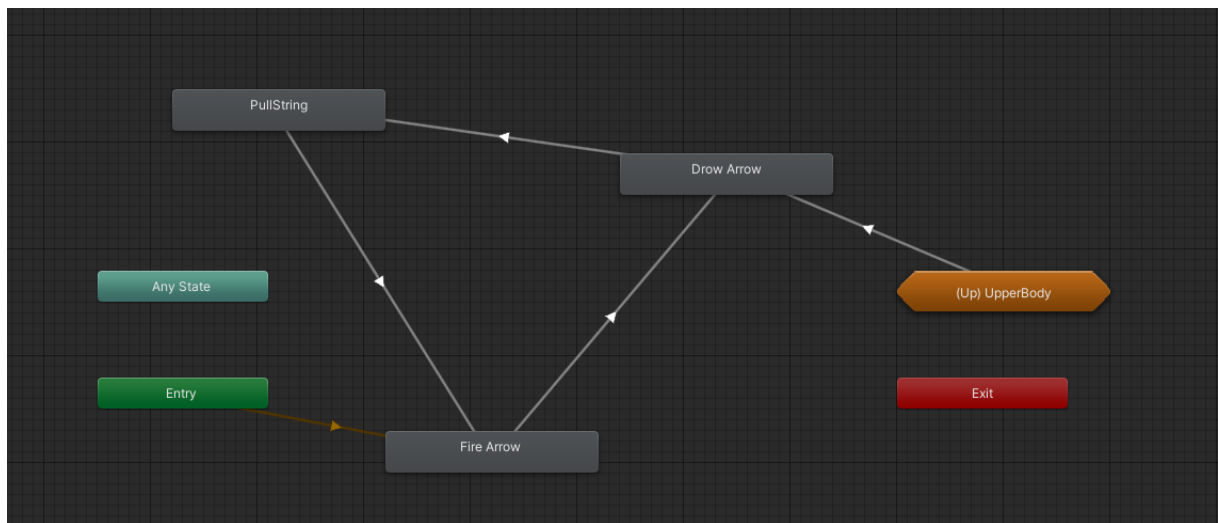 PullString
Drow Arrow
Any State
(Up) UpperBody
Entry
Exit
Fire Arrow